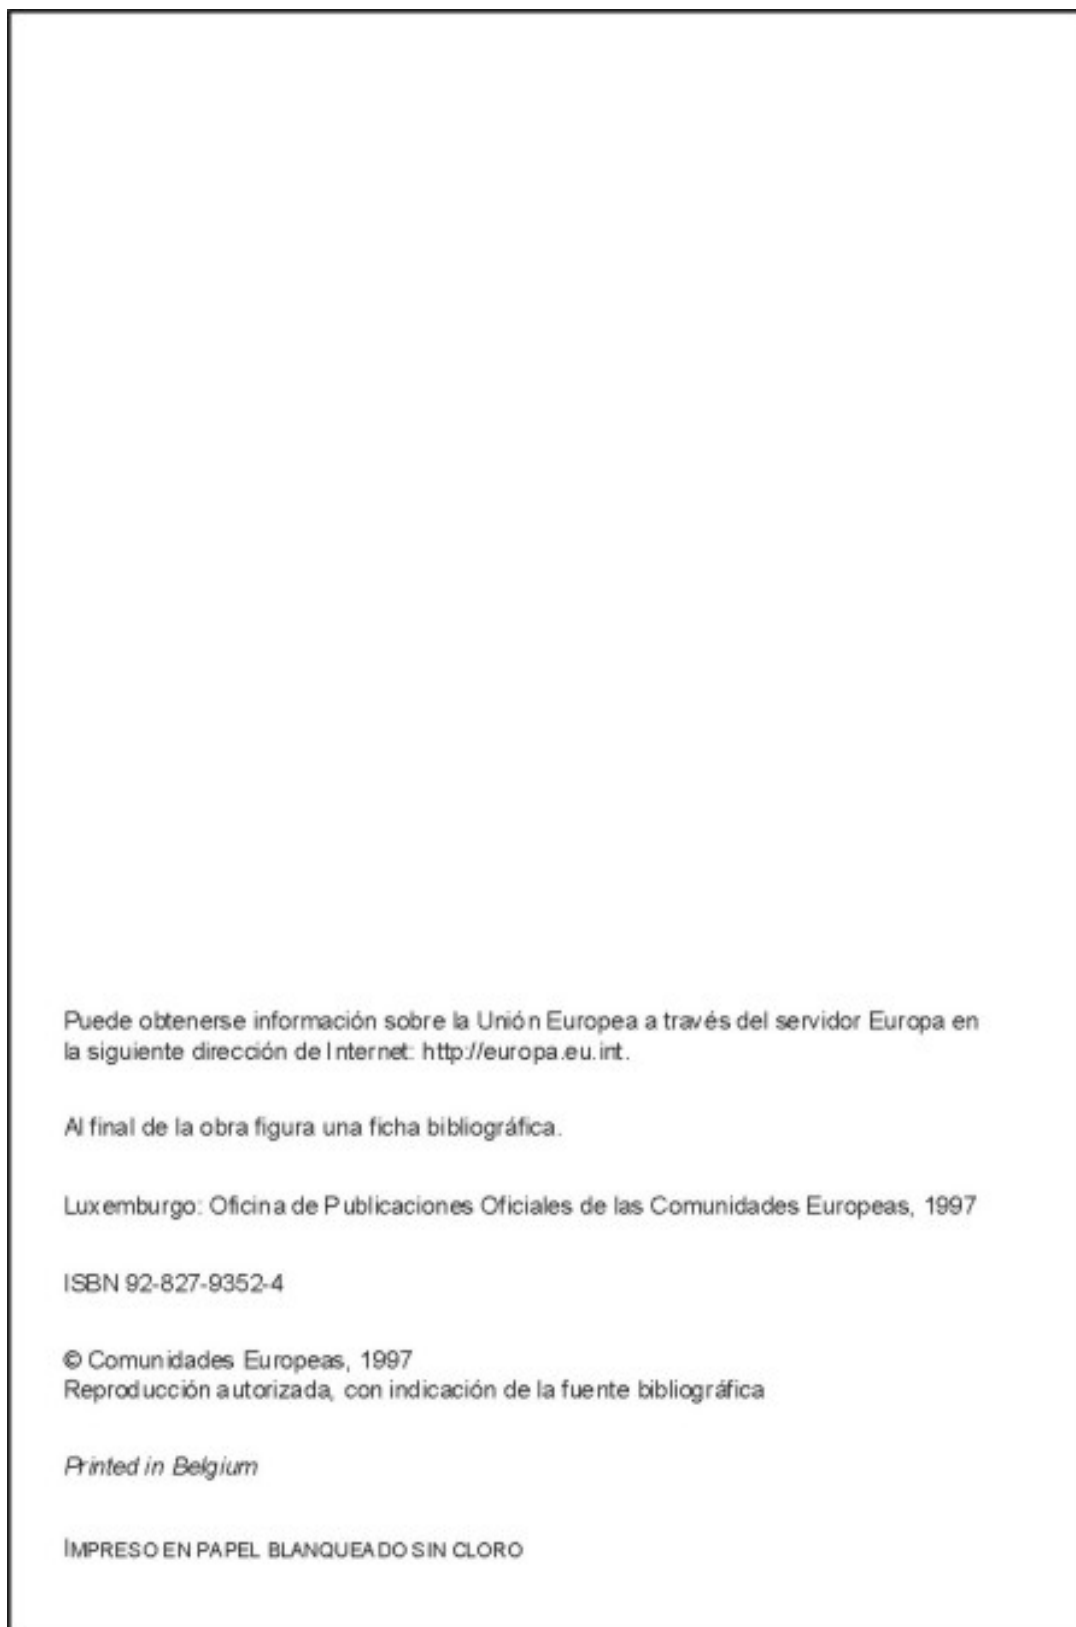 Puede obtenerse información sobre la Unión Europea a través del servidor Europa en
la siguiente dirección de Internet: http://europa.eu.int.
Al final de la obra figura una ficha bibliográfica.
Luxemburgo: Oficina de Publicaciones Oficiales de las Comunidades Europeas, 1997
ISBN 92-827-9352-4
© Comunidades Europeas, 1997
Reproducción autorizada, con indicación de la fuente bibliográfica
Printed in Belgium
IMPRESO EN PAPEL BLANQUEADO SIN CLORO